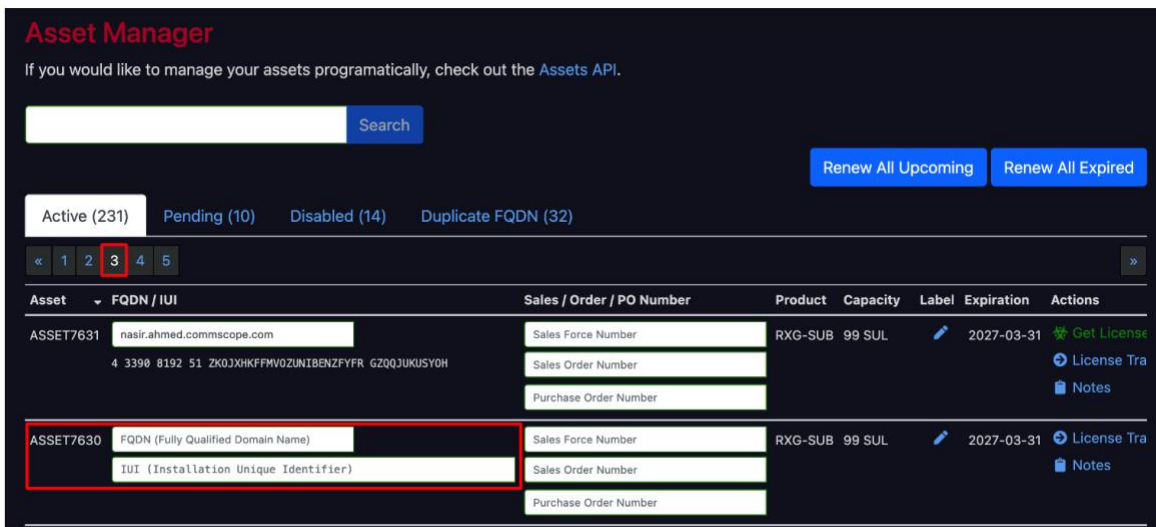 Asset Manager
If you would like to manage your assets programatically, check out the Assets API.
Search
Renew All Upcoming Renew All Expired
Active (231) Pending (10) Disabled (14) Duplicate FQDN (32)
« 1 2 3 4 5 »
Asset FQDN / IUI Sales / Order / PO Number Product Capacity Label Expiration Actions
ASSET7631 nasir.ahmed.commscope.com Sales Force Number RXG-SUB 99 SUL 2027-03-31 Get License
4 3390 8192 51 ZKOJXHKFFMVOZUNIBENZFYFR GZQQJUKUSYOH Sales Order Number License Tra
Purchase Order Number Notes
ASSET7630 FQDN (Fully Qualified Domain Name) Sales Force Number RXG-SUB 99 SUL 2027-03-31 License Tra
IUI (Installation Unique Identifier) Sales Order Number Notes
Purchase Order Number